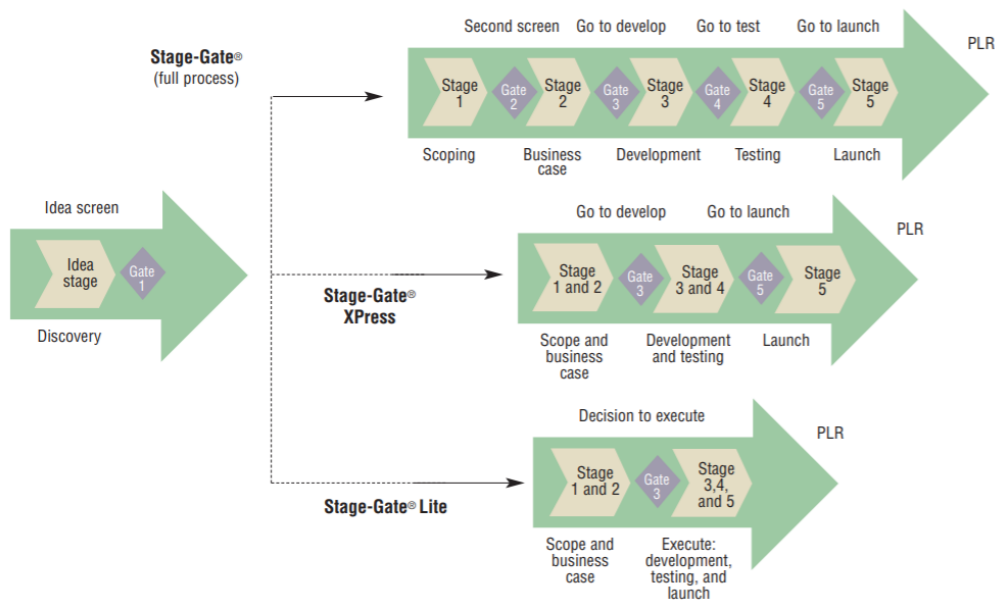 Second screen
Go to develop
Go to test
Go to launch
PLR
Stage-Gate®
(full process)
Stage
1
Gate
2
Stage
2
Gate
3
Stage
3
Gate
4
Stage
4
Gate
5
Stage
5
Scoping
Business
case
Development
Testing
Launch
Idea screen
Idea
stage
Gate
1
Discovery
Go to develop
Go to launch
PLR
Stage-Gate®
XPress
Stage
1 and 2
Gate
3
Stage
3 and 4
Gate
5
Stage
5
Scope and
business
case
Development
and testing
Launch
Decision to execute
PLR
Stage-Gate® Lite
Stage
1 and 2
Gate
3
Stage
3,4,
and 5
Scope and
business
case
Execute:
development,
testing, and
launch